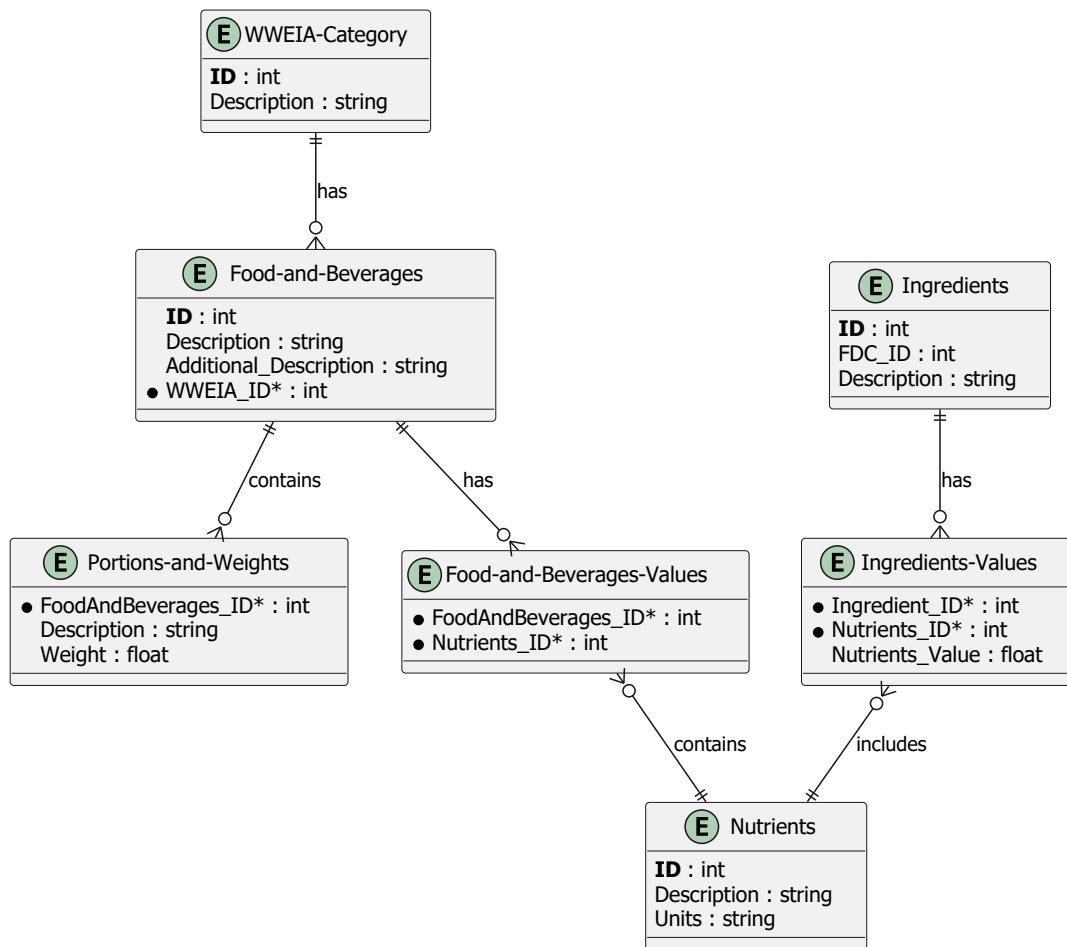 E WWEIA-Category
ID : int
Description : string
has
E Food-and-Beverages
ID : int
Description : string
Additional_Description : string
WWEIA_ID* : int
E Ingredients
ID : int
FDC_ID : int
Description : string
contains
has
has
E Portions-and-Weights
FoodAndBeverages_ID* : int
Description : string
Weight : float
E Food-and-Beverages-Values
FoodAndBeverages_ID* : int
Nutrients_ID* : int
E Ingredients-Values
Ingredient_ID* : int
Nutrients_ID* : int
Nutrients_Value : float
contains
includes
E Nutrients
ID : int
Description : string
Units : string